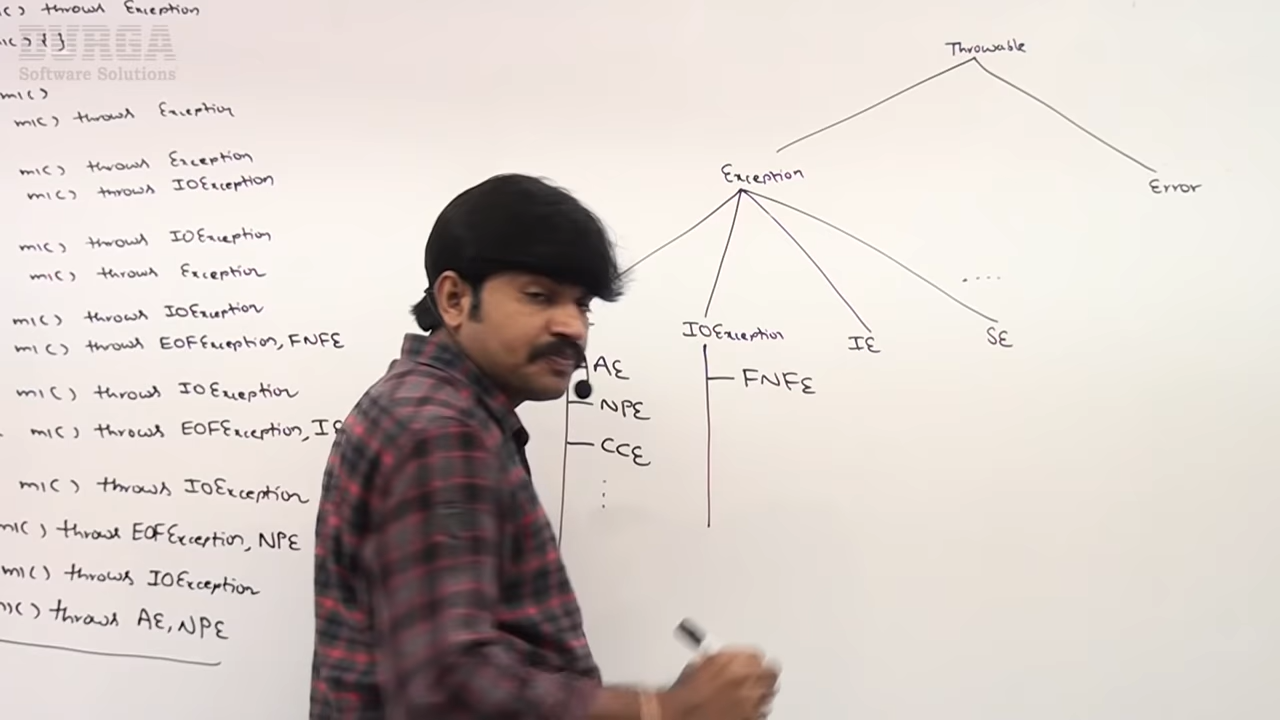 m1() throws Exception
m1() { }
DURGA
Software Solutions
m1()
m1() throws Exception
m1() throws Exception
m1() throws IOException
m1() throws IOException
m1() throws Exception
m1() throws IOException
m1() throws EOFException, FNFE
m1() throws IOException
m1() throws EOFException, IE
m1() throws IOException
m1() throws EOFException, NPE
m1() throws IOException
m1() throws AE, NPE
Throwable
Exception
Error
....
IOException
IE
SE
AE
FNFE
NPE
CCE